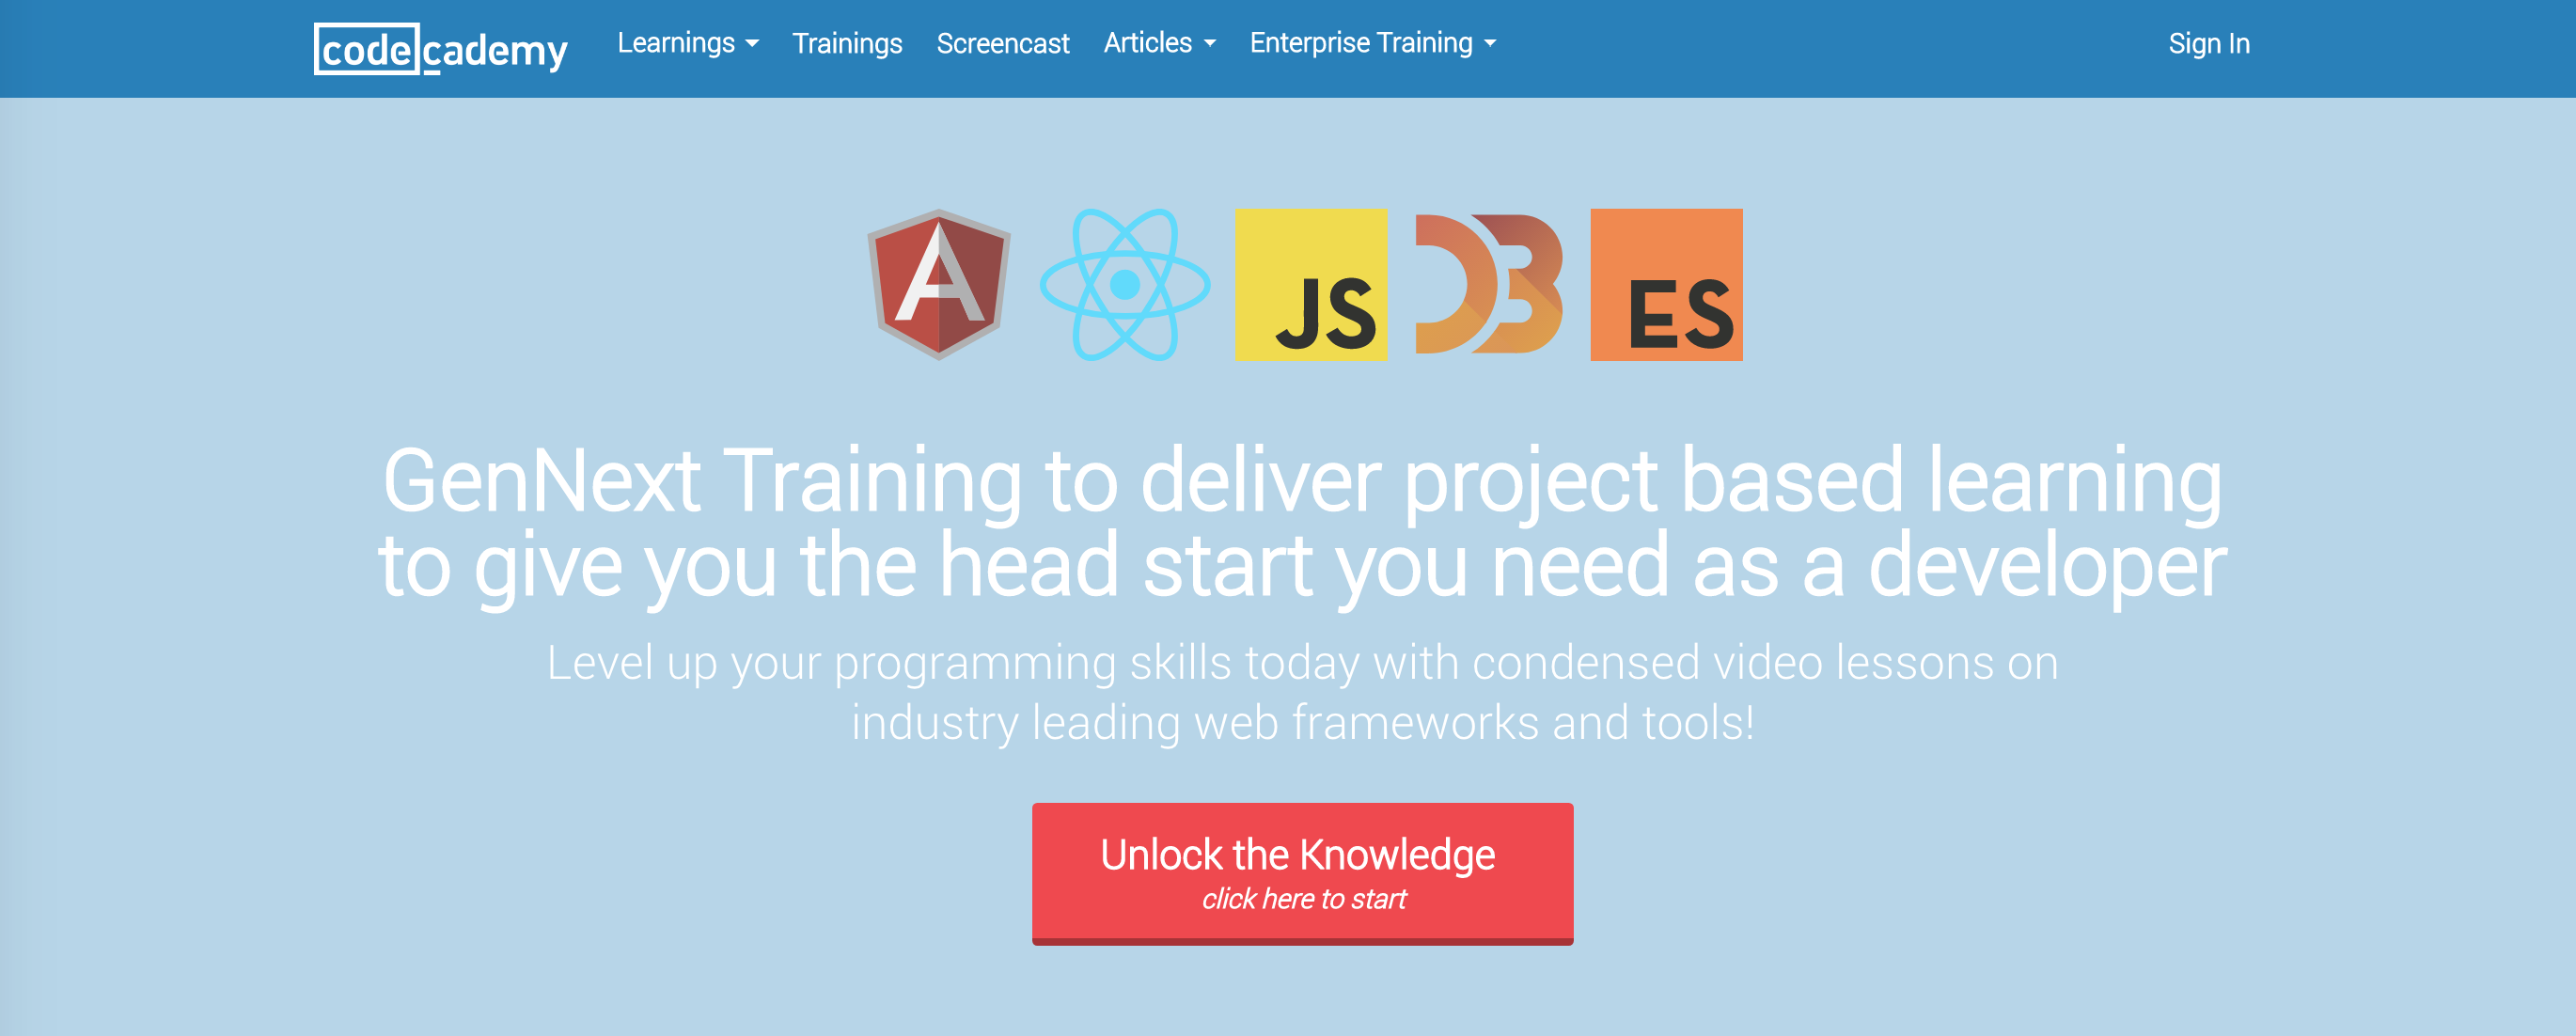 codecademy Learnings Trainings Screencast Articles Enterprise Training Sign In
A JS D3 ES
GenNext Training to deliver project based learning
to give you the head start you need as a developer
Level up your programming skills today with condensed video lessons on
industry leading web frameworks and tools!
Unlock the Knowledge
click here to start